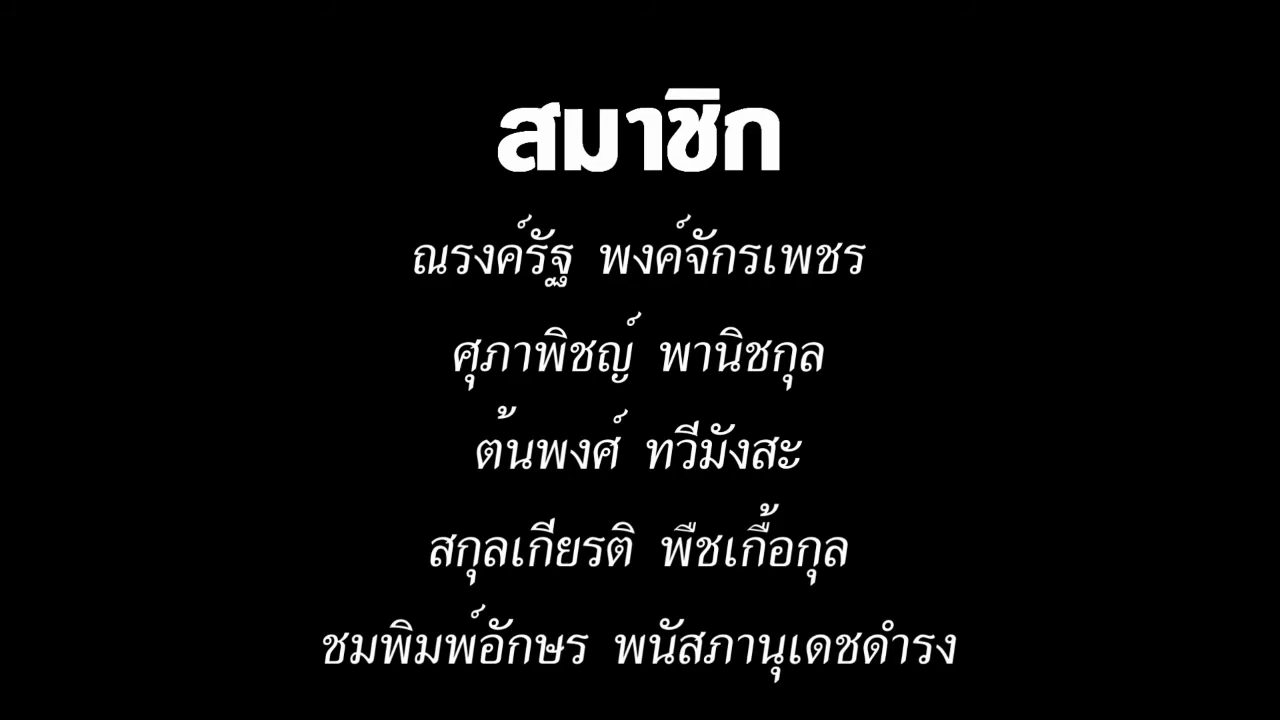 สมาชิก
ณรงค์รัฐ พงค์จักรเพชร
ศุภาพิชญ์ พานิชกุล
ต้นพงศ์ ทวีมังสะ
สกุลเกียรติ พืชเกื้อกุล
ชมพิมพ์อักษร พนัสภานุเดชดำรง